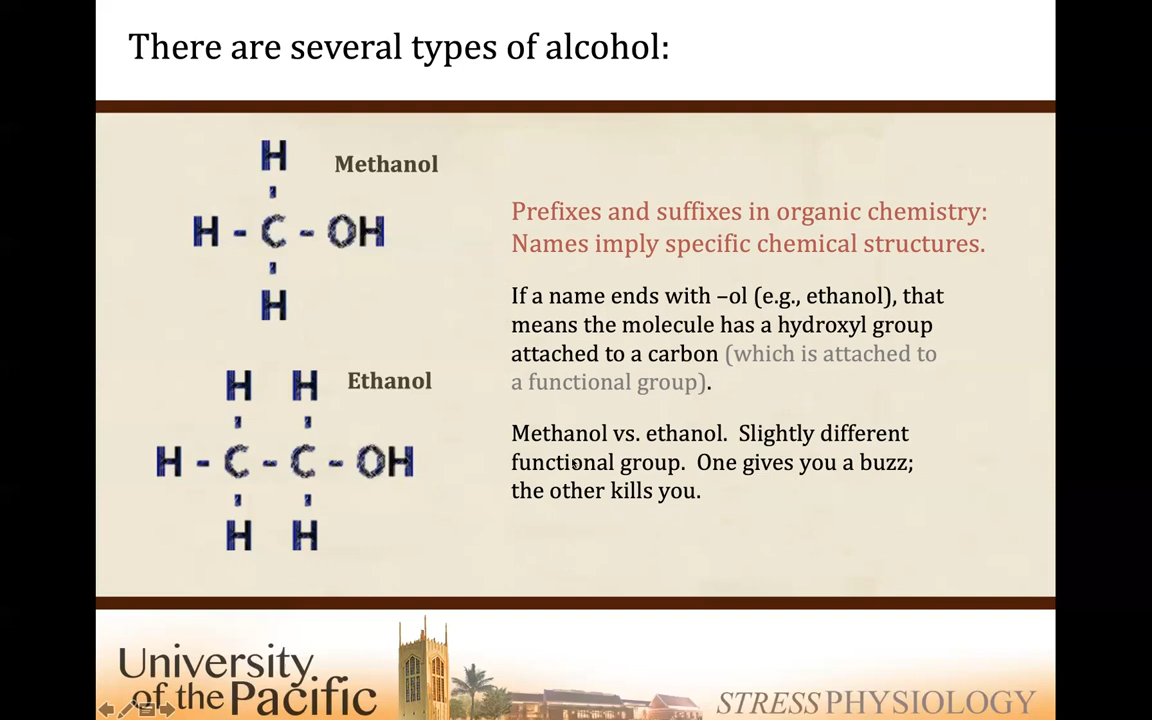 There are several types of alcohol:
H
Methanol
H - C - OH
H
H H
Ethanol
H - C - C - OH
H H
Prefixes and suffixes in organic chemistry:
Names imply specific chemical structures.
If a name ends with –ol (e.g., ethanol), that
means the molecule has a hydroxyl group
attached to a carbon (which is attached to
a functional group).
Methanol vs. ethanol. Slightly different
functional group. One gives you a buzz;
the other kills you.
University
of the Pacific
STRESS PHYSIOLOGY